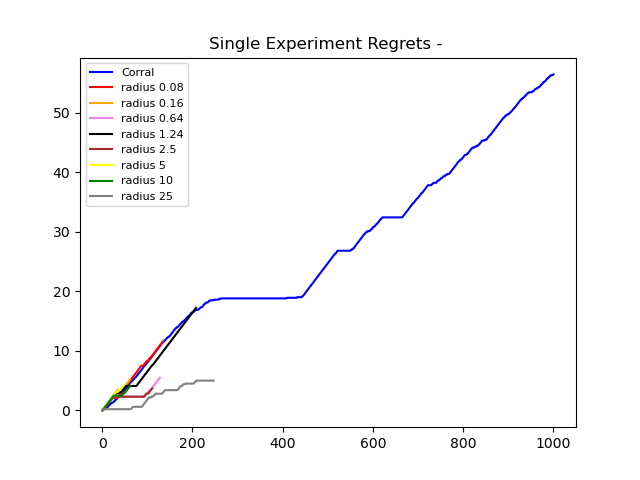 Single Experiment Regrets -
Corral
radius 0.08
radius 0.16
radius 0.64
radius 1.24
radius 2.5
radius 5
radius 10
radius 25
50
40
30
20
10
0
0 200 400 600 800 1000